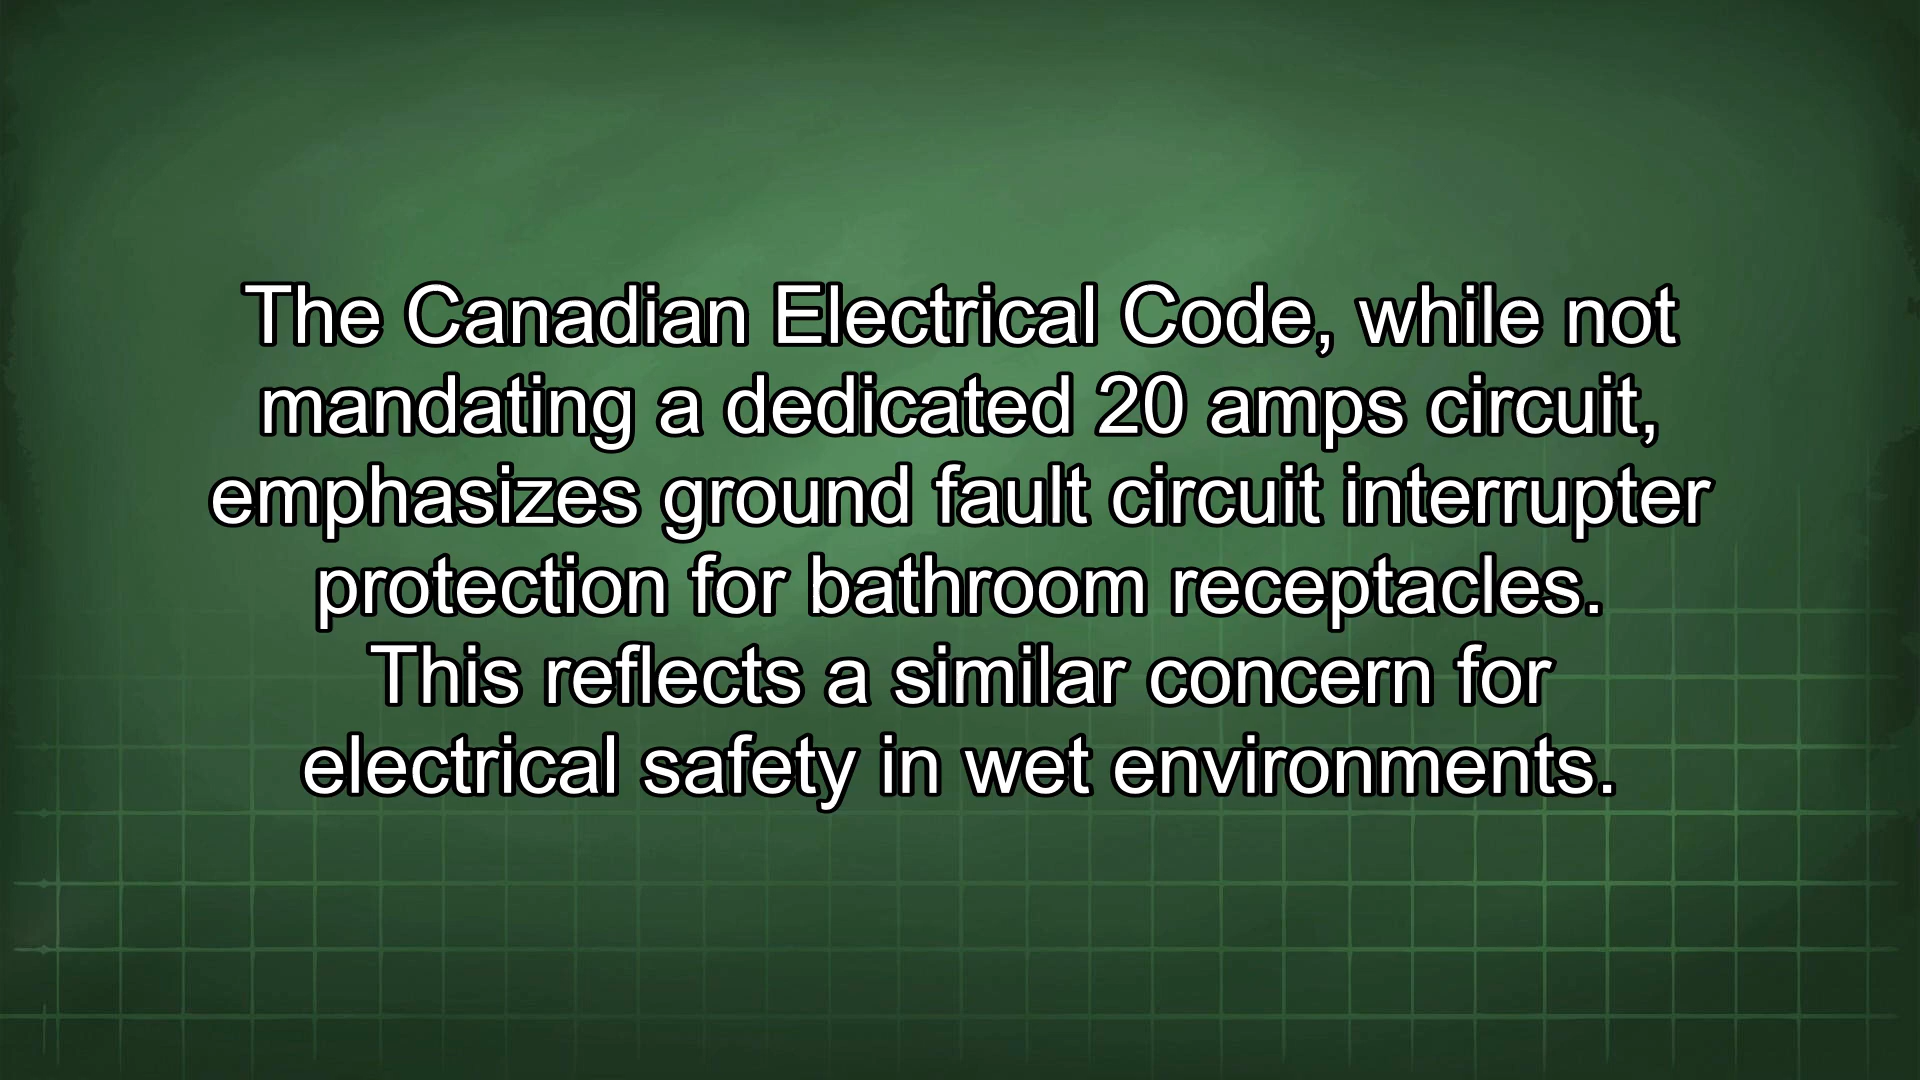 The Canadian Electrical Code, while not
mandating a dedicated 20 amps circuit,
emphasizes ground fault circuit interrupter
protection for bathroom receptacles.
This reflects a similar concern for
electrical safety in wet environments.